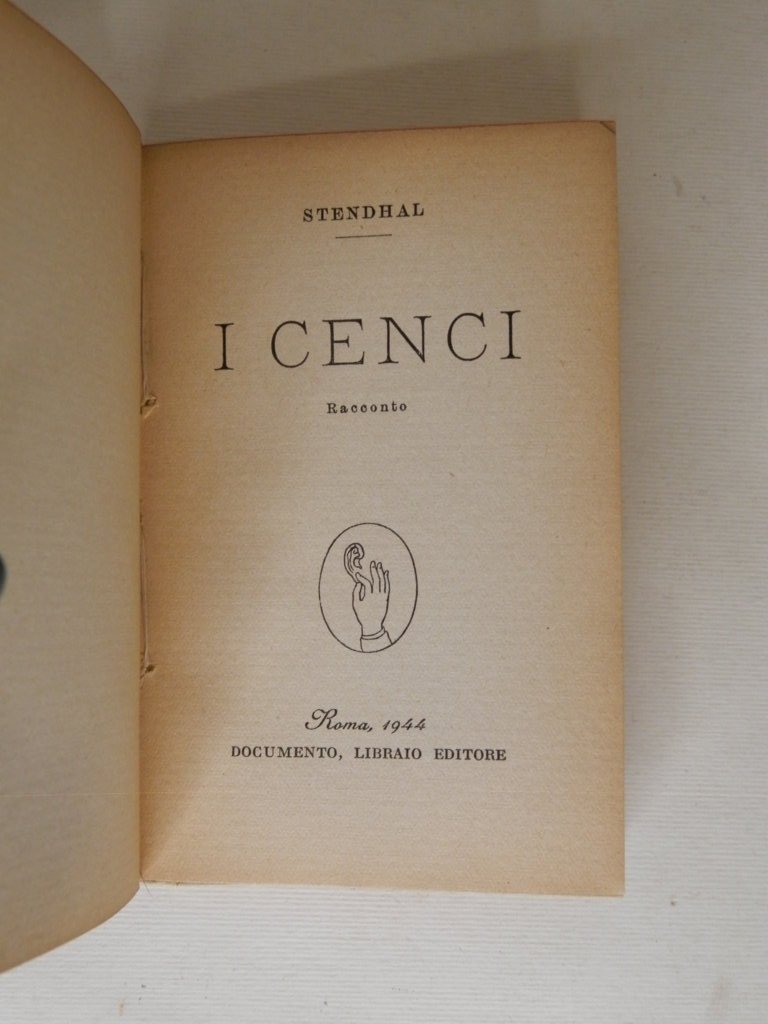 STENDHAL
I CENCI
Racconto
Roma, 1944
DOCUMENTO, LIBRAIO EDITORE